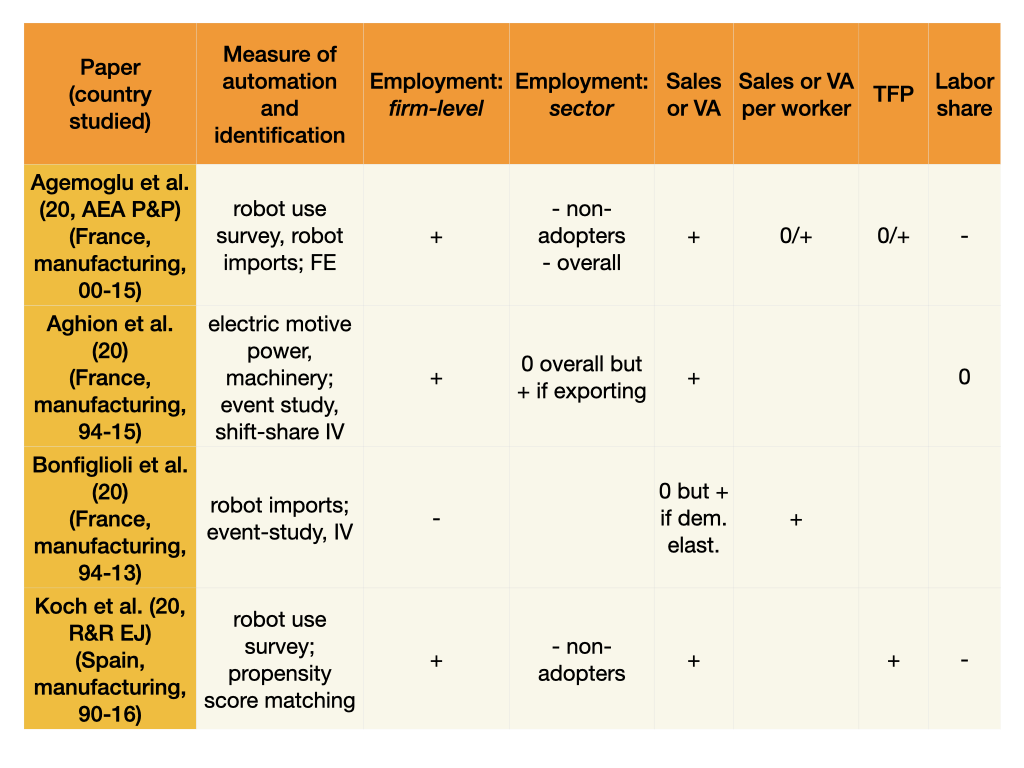 Paper
(country
studied)
Measure of
automation
and
identification
Employment:
firm-level
Employment:
sector
Sales
or VA
Sales or VA
per worker
TFP
Labor
share
Agemoglu et al.
(20, AEA P&P)
(France,
manufacturing,
00-15)
robot use
survey, robot
imports; FE
+
- non-
adopters
- overall
+
0/+
0/+
-
Aghion et al.
(20)
(France,
manufacturing,
94-15)
electric motive
power,
machinery;
event study,
shift-share IV
+
0 overall but
+ if exporting
+
0
Bonfiglioli et al.
(20)
(France,
manufacturing,
94-13)
robot imports;
event-study, IV
-
0 but +
if dem.
elast.
+
Koch et al. (20,
R&R EJ)
(Spain,
manufacturing,
90-16)
robot use
survey;
propensity
score matching
+
- non-
adopters
+
+
-